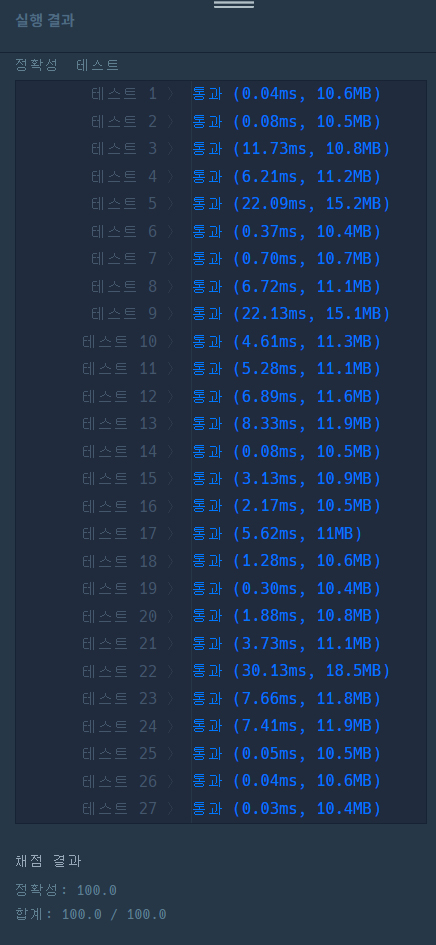 실행 결과
정확성 테스트
테스트 1 〉 통과 (0.04ms, 10.6MB)
테스트 2 〉 통과 (0.08ms, 10.5MB)
테스트 3 〉 통과 (11.73ms, 10.8MB)
테스트 4 〉 통과 (6.21ms, 11.2MB)
테스트 5 〉 통과 (22.09ms, 15.2MB)
테스트 6 〉 통과 (0.37ms, 10.4MB)
테스트 7 〉 통과 (0.70ms, 10.7MB)
테스트 8 〉 통과 (6.72ms, 11.1MB)
테스트 9 〉 통과 (22.13ms, 15.1MB)
테스트 10 〉 통과 (4.61ms, 11.3MB)
테스트 11 〉 통과 (5.28ms, 11.1MB)
테스트 12 〉 통과 (6.89ms, 11.6MB)
테스트 13 〉 통과 (8.33ms, 11.9MB)
테스트 14 〉 통과 (0.08ms, 10.5MB)
테스트 15 〉 통과 (3.13ms, 10.9MB)
테스트 16 〉 통과 (2.17ms, 10.5MB)
테스트 17 〉 통과 (5.62ms, 11MB)
테스트 18 〉 통과 (1.28ms, 10.6MB)
테스트 19 〉 통과 (0.30ms, 10.4MB)
테스트 20 〉 통과 (1.88ms, 10.8MB)
테스트 21 〉 통과 (3.73ms, 11.1MB)
테스트 22 〉 통과 (30.13ms, 18.5MB)
테스트 23 〉 통과 (7.66ms, 11.8MB)
테스트 24 〉 통과 (7.41ms, 11.9MB)
테스트 25 〉 통과 (0.05ms, 10.5MB)
테스트 26 〉 통과 (0.04ms, 10.6MB)
테스트 27 〉 통과 (0.03ms, 10.4MB)
채점 결과
정확성: 100.0
합계: 100.0 / 100.0